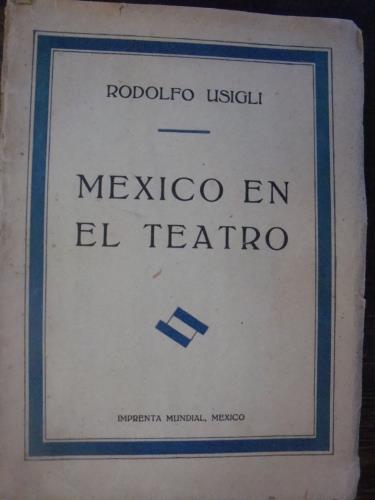 RODOLFO USIGLI
MEXICO EN
EL TEATRO
IMPRENTA MUNDIAL, MEXICO